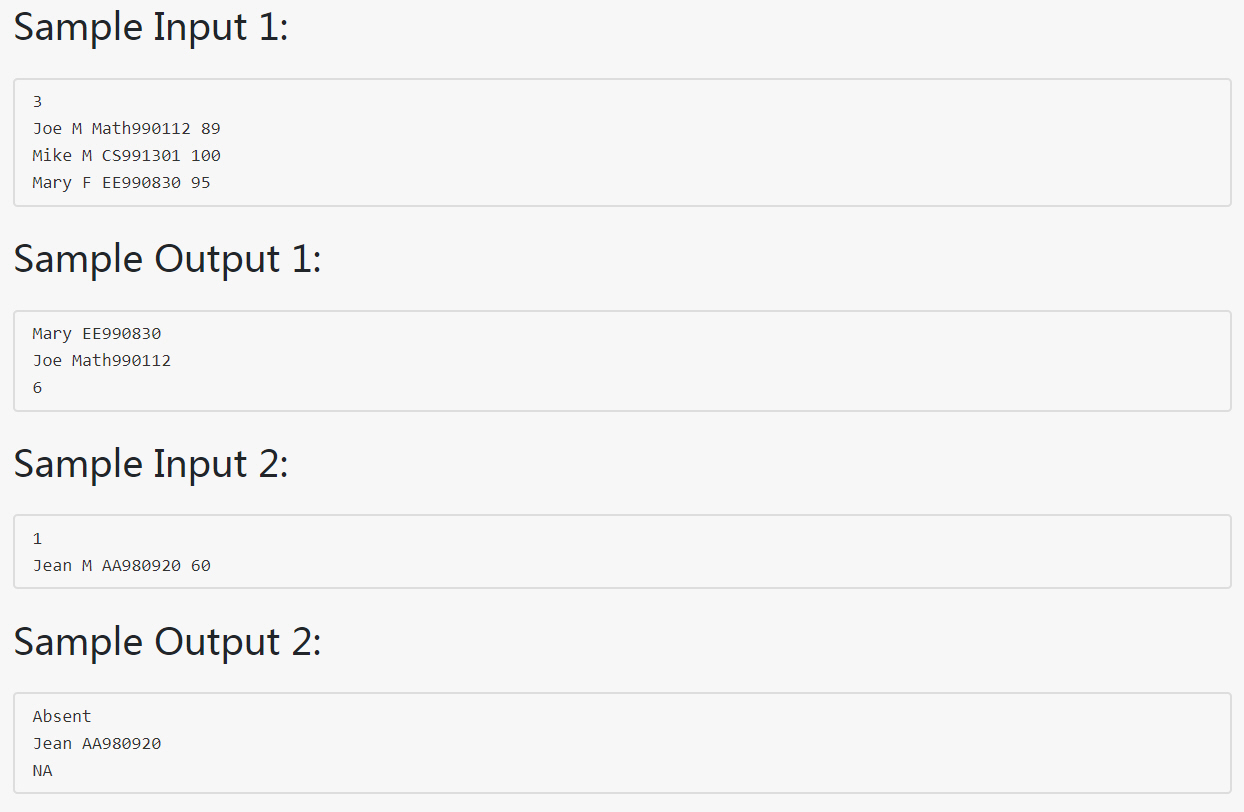 Sample Input 1:
3
Joe M Math990112 89
Mike M CS991301 100
Mary F EE990830 95
Sample Output 1:
Mary EE990830
Joe Math990112
6
Sample Input 2:
1
Jean M AA980920 60
Sample Output 2:
Absent
Jean AA980920
NA